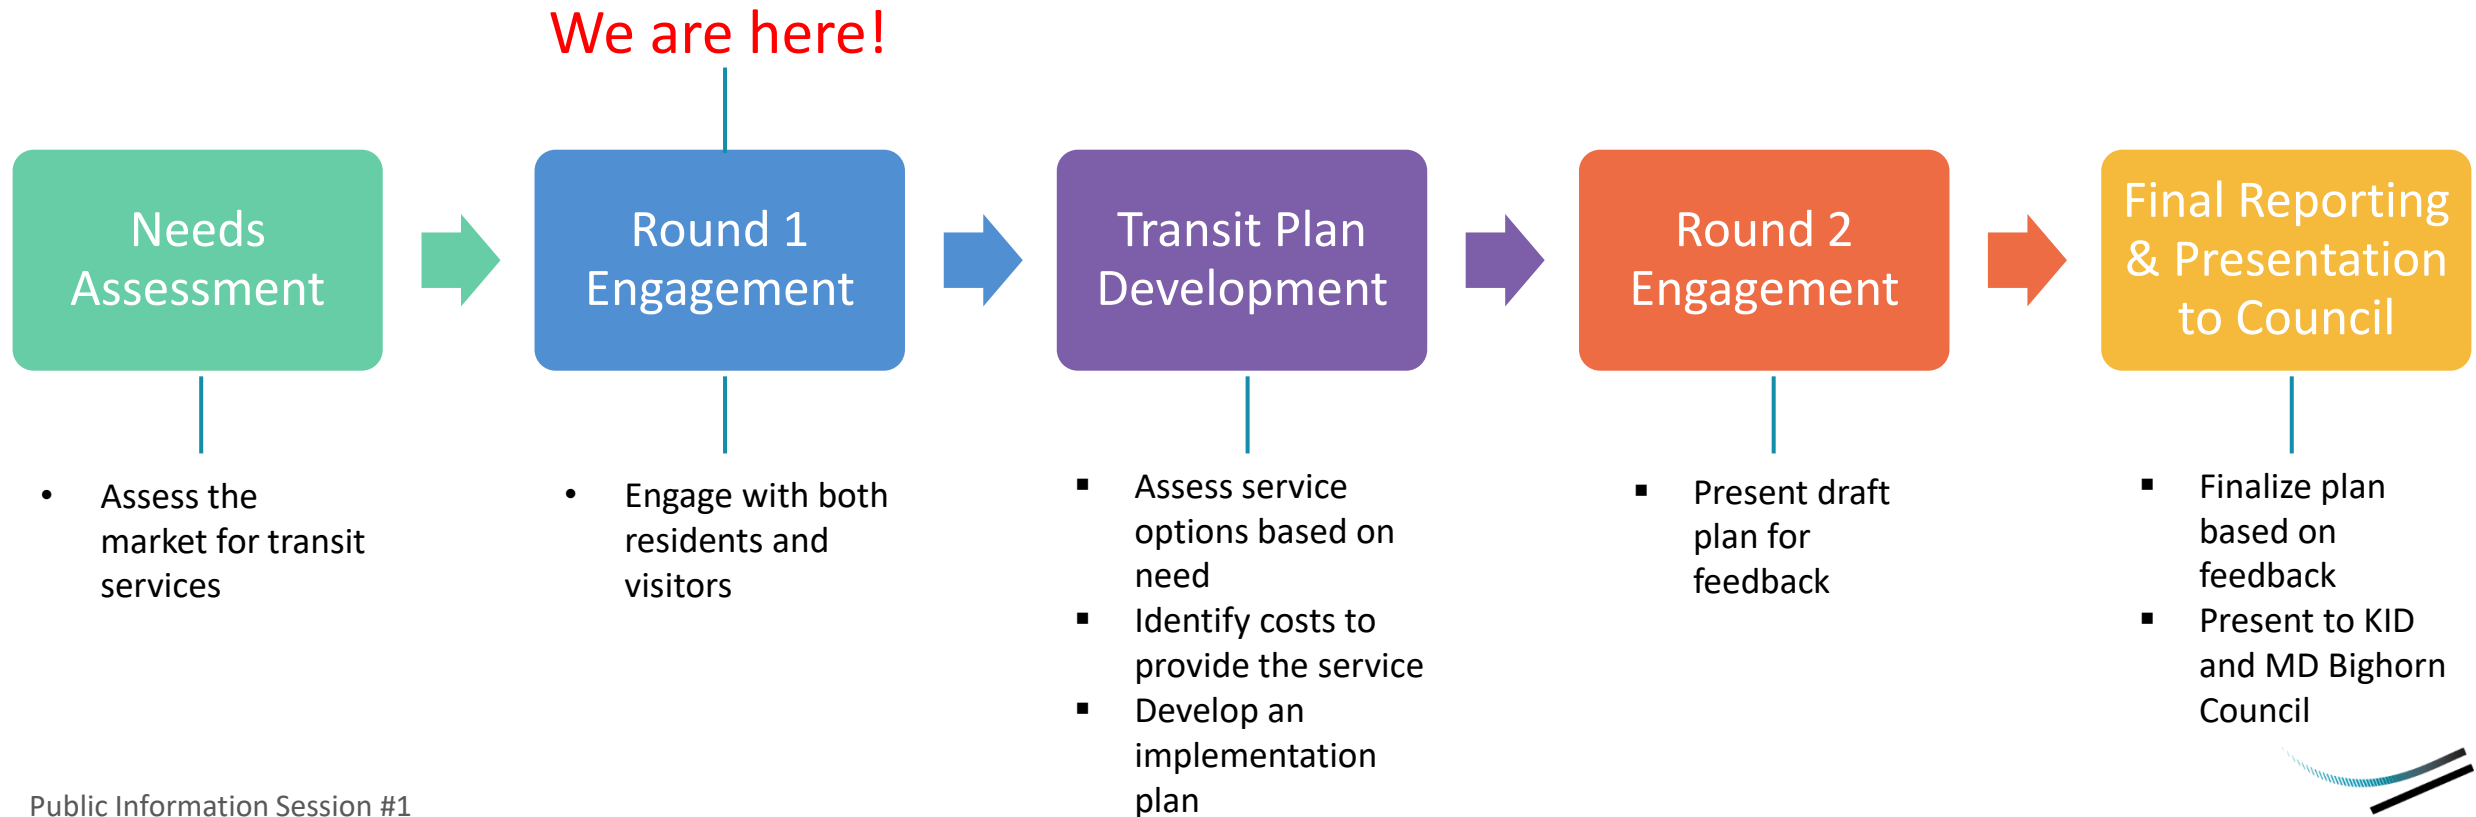 We are here!
Needs
Assessment
Round 1
Engagement
Transit Plan
Development
Round 2
Engagement
Final Reporting
& Presentation
to Council
• Assess the
market for transit
services
• Engage with both
residents and
visitors
▪ Assess service
options based on
need
▪ Identify costs to
provide the service
▪ Develop an
implementation
plan
▪ Present draft
plan for
feedback
▪ Finalize plan
based on
feedback
▪ Present to KID
and MD Bighorn
Council
Public Information Session #1